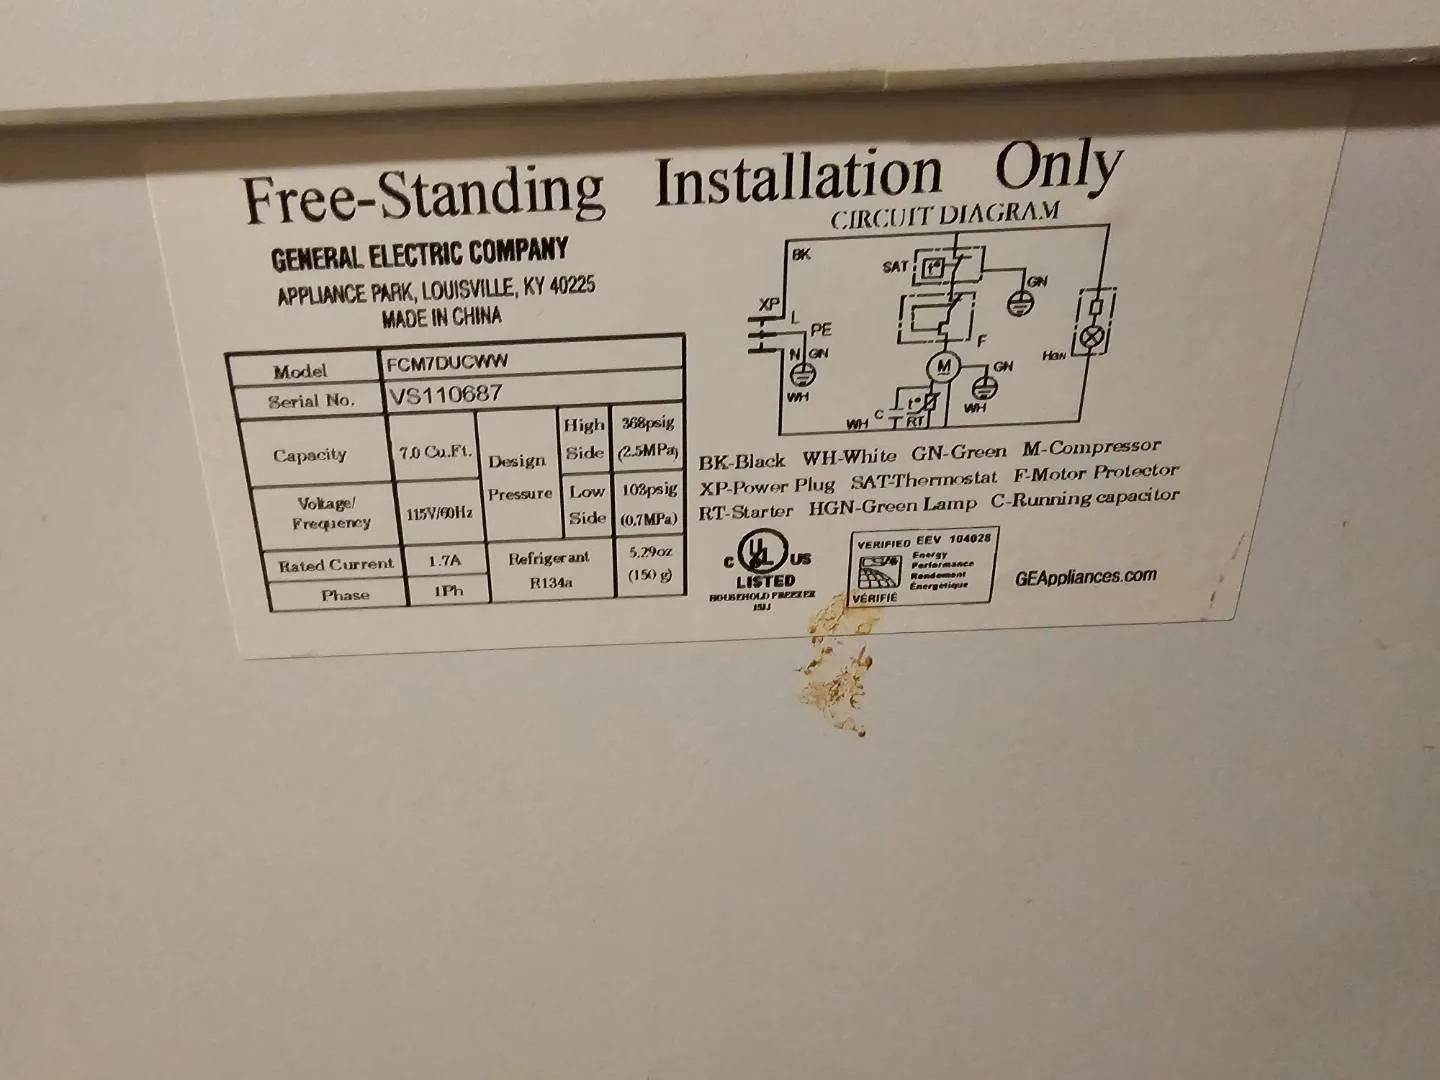 Free-Standing Installation Only
GENERAL ELECTRIC COMPANY
APPLIANCE PARK, LOUISVILLE, KY 40225
MADE IN CHINA
Model FCM7DUCWW
Serial No. VS110687
Capacity 7.0 Cu.Ft.
Voltage/
Frequency 115V/60Hz
Rated Current 1.7A
Phase 1Ph
Design
Pressure
High
Side
368psig
(2.5MPa)
Low
Side
103psig
(0.7MPa)
Refrigerant
R134a
5.29oz
(150 g)
CIRCUIT DIAGRAM
BK
SAT t°
GN
XP
L
PE
F
N GN
HGN
M
GN
WH
t°
WH
WH C RT
BK-Black WH-White GN-Green M-Compressor
XP-Power Plug SAT-Thermostat F-Motor Protector
RT-Starter HGN-Green Lamp C-Running capacitor
C UL US
LISTED
HOUSEHOLD FREEZER
VERIFIED EEV 104028
Energy
Performance
Rendement
Énergétique
VÉRIFIÉ
GEAppliances.com